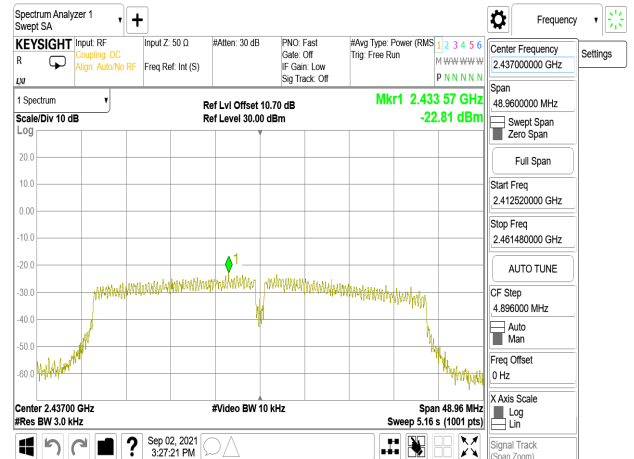 Spectrum Analyzer 1
Swept SA
Frequency
KEYSIGHT
R
Input: RF
Coupling: DC
Align: Auto/No RF
Input Z: 50 Ω
Freq Ref: Int (S)
#Atten: 30 dB
PNO: Fast
Gate: Off
IF Gain: Low
Sig Track: Off
#Avg Type: Power (RMS
Trig: Free Run
1 2 3 4 5 6
M W W W W W
P N N N N N
LXI
Settings
Center Frequency
2.437000000 GHz
Span
48.9600000 MHz
Swept Span
Zero Span
Full Span
Start Freq
2.412520000 GHz
Stop Freq
2.461480000 GHz
AUTO TUNE
CF Step
4.896000 MHz
Auto
Man
Freq Offset
0 Hz
X Axis Scale
Log
Lin
Signal Track
(Span Zoom)
1 Spectrum
Scale/Div 10 dB
Ref Lvl Offset 10.70 dB
Ref Level 30.00 dBm
Mkr1 2.433 57 GHz
-22.81 dBm
Log
20.0
10.0
0.00
-10.0
-20.0
-30.0
-40.0
-50.0
-60.0
1
Center 2.43700 GHz
#Res BW 3.0 kHz
#Video BW 10 kHz
Span 48.96 MHz
Sweep 5.16 s (1001 pts)
?
Sep 02, 2021
3:27:21 PM